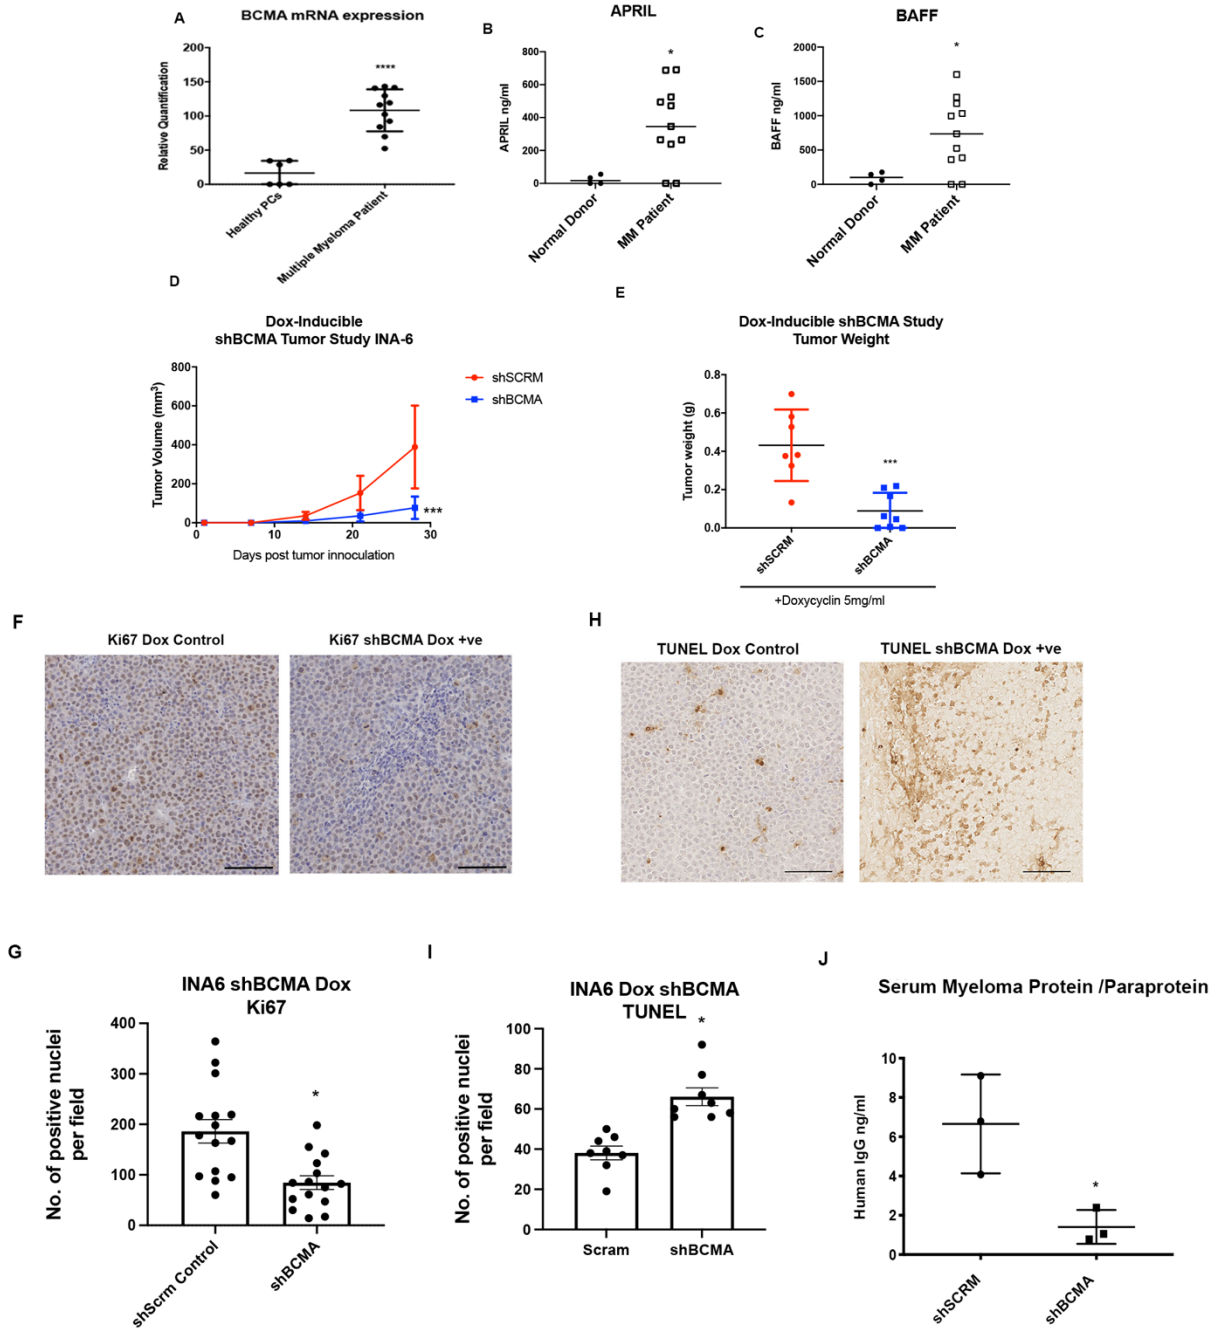 A
BCMA mRNA expression
Relative Quantification
200
150
100
50
0
****
Healthy PCs
Multiple Myeloma Patient
B
APRIL
APRIL ng/ml
800
600
400
200
0
*
Normal Donor
MM Patient
C
BAFF
BAFF ng/ml
2000
1500
1000
500
0
*
Normal Donor
MM Patient
D
Dox-Inducible
shBCMA Tumor Study INA-6
Tumor Volume (mm³)
800
600
400
200
0
0
10
20
30
***
Days post tumor innoculation
shSCRM
shBCMA
E
Dox-Inducible shBCMA Study
Tumor Weight
Tumor weight (g)
0.8
0.6
0.4
0.2
0.0
***
shSCRM
shBCMA
+Doxycyclin 5mg/ml
F
Ki67 Dox Control
Ki67 shBCMA Dox +ve
H
TUNEL Dox Control
TUNEL shBCMA Dox +ve
G
INA6 shBCMA Dox
Ki67
No. of positive nuclei
per field
400
300
200
100
0
*
shScrm Control
shBCMA
I
INA6 Dox shBCMA
TUNEL
No. of positive nuclei
per field
100
80
60
40
20
0
*
Scram
shBCMA
J
Serum Myeloma Protein /Paraprotein
Human IgG ng/ml
10
8
6
4
2
0
*
shSCRM
shBCMA